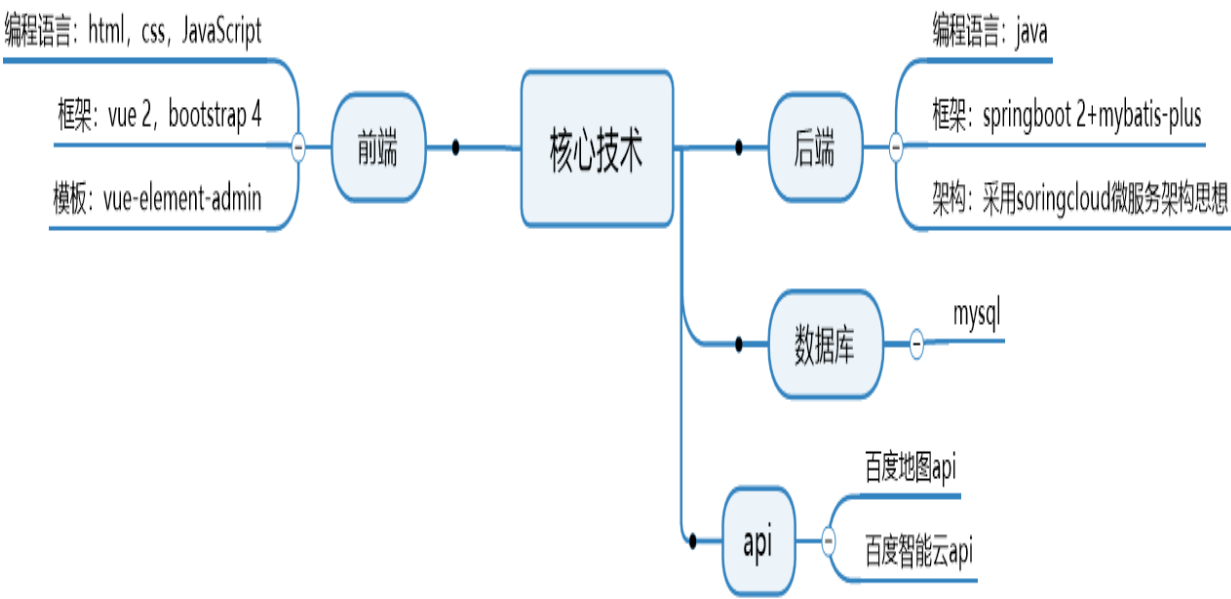 核心技术
前端
编程语言：html，css，JavaScript
框架：vue 2，bootstrap 4
模板：vue-element-admin
后端
编程语言：java
框架：springboot 2+mybatis-plus
架构：采用soringcloud微服务架构思想
数据库
mysql
api
百度地图api
百度智能云api